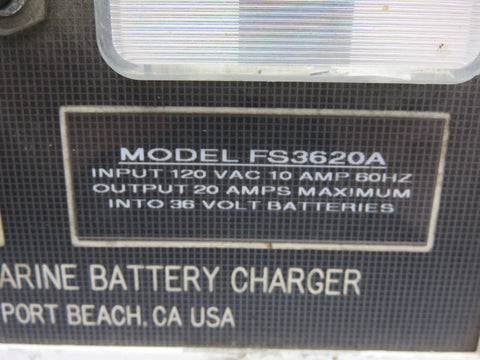 MODEL FS3620A
INPUT 120 VAC 10 AMP 60HZ
OUTPUT 20 AMPS MAXIMUM
INTO 36 VOLT BATTERIES
ARINE BATTERY CHARGER
PORT BEACH, CA USA